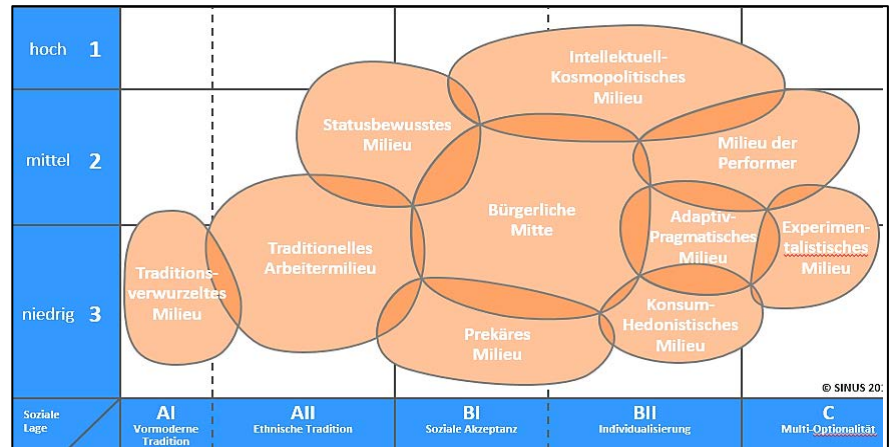 hoch 1
Intellektuell-
Kosmopolitisches
Milieu
Statusbewusstes
Milieu
mittel 2
Milieu der
Performer
Bürgerliche
Mitte
Adaptiv-
Pragmatisches
Milieu
Experimen-
talistisches
Milieu
Traditionelles
Arbeitermilieu
Traditions-
verwurzeltes
Milieu
niedrig 3
Konsum-
Hedonistisches
Milieu
Prekäres
Milieu
© SINUS
Soziale
Lage
AI
Vormoderne
Tradition
AII
Ethnische Tradition
BI
Soziale Akzeptanz
BII
Individualisierung
C
Multi-Optionalität